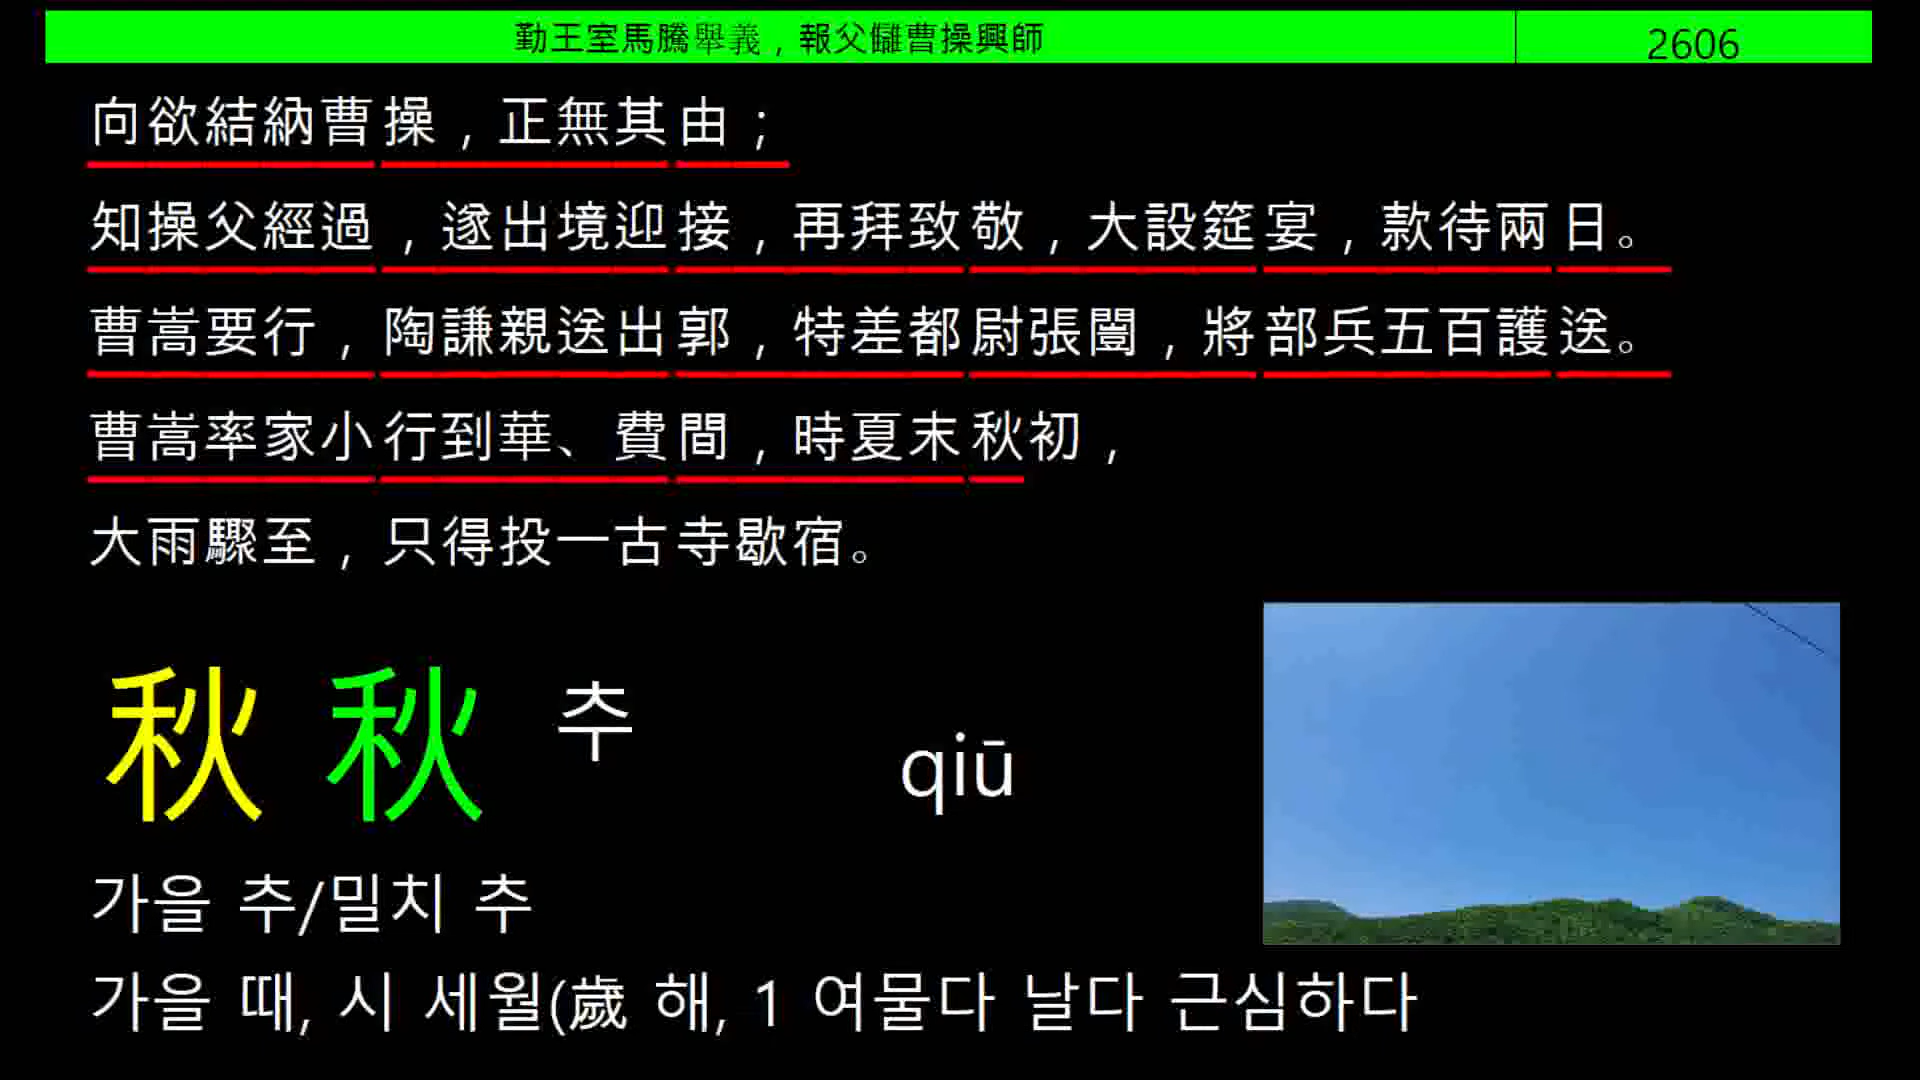 勤王室馬騰舉義，報父讎曹操興師
2606
向欲結納曹操，正無其由；
知操父經過，遂出境迎接，再拜致敬，大設筵宴，款待兩日。
曹嵩要行，陶謙親送出郭，特差都尉張闓，將部兵五百護送。
曹嵩率家小行到華、費間，時夏末秋初，
大雨驟至，只得投一古寺歇宿。
秋 秋 추 qiū
가을 추/밀치 추
가을 때, 시 세월(歲 해, 1 여물다 날다 근심하다